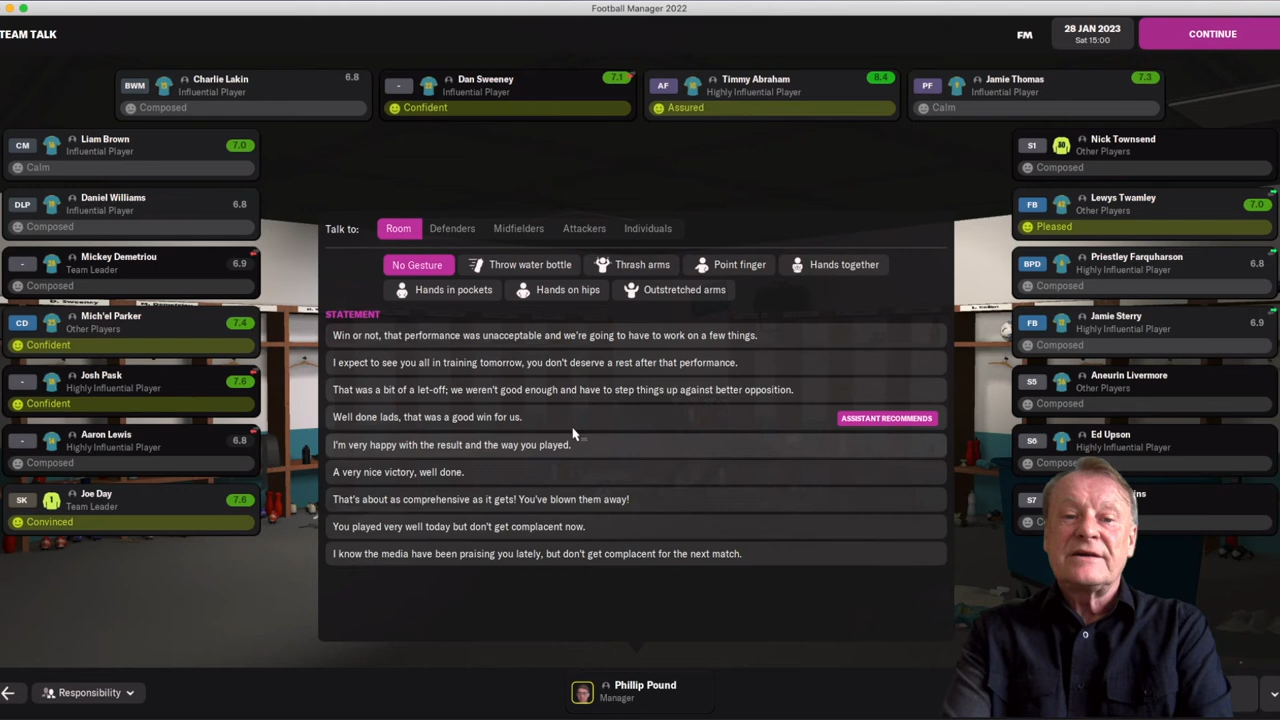 Football Manager 2022
TEAM TALK
FM
28 JAN 2023
Sat 15:00
CONTINUE
BWM Charlie Lakin 6.8
Influential Player
Composed
- Dan Sweeney 7.1
Influential Player
Confident
AF Timmy Abraham 8.4
Highly Influential Player
Assured
PF Jamie Thomas 7.3
Influential Player
Calm
CM Liam Brown 7.0
Influential Player
Calm
DLP Daniel Williams 6.8
Influential Player
Composed
- Mickey Demetriou 6.9
Team Leader
CD Mich'el Parker 7.4
Other Players
Confident
- Josh Pask 7.6
Highly Influential Player
Confident
- Aaron Lewis 6.8
Highly Influential Player
Composed
SK 1 Joe Day 7.6
Team Leader
Convinced
Talk to: Room Defenders Midfielders Attackers Individuals
No Gesture Throw water bottle Thrash arms Point finger Hands together
Hands in pockets Hands on hips Outstretched arms
STATEMENT
Win or not, that performance was unacceptable and we're going to have to work on a few things.
I expect to see you all in training tomorrow, you don't deserve a rest after that performance.
That was a bit of a let-off; we weren't good enough and have to step things up against better opposition.
Well done lads, that was a good win for us. ASSISTANT RECOMMENDS
I'm very happy with the result and the way you played.
A very nice victory, well done.
That's about as comprehensive as it gets! You've blown them away!
You played very well today but don't get complacent now.
I know the media have been praising you lately, but don't get complacent for the next match.
S1 30 Nick Townsend
Other Players
Composed
FB Lewys Twamley 7.0
Other Players
Pleased
BPD Priestley Farquharson 6.8
Highly Influential Player
Composed
FB Jamie Sterry 6.9
Highly Influential Player
Composed
S5 Aneurin Livermore
Other Players
Composed
S6 Ed Upson
Highly Influential Player
S7
Responsibility
Phillip Pound
Manager